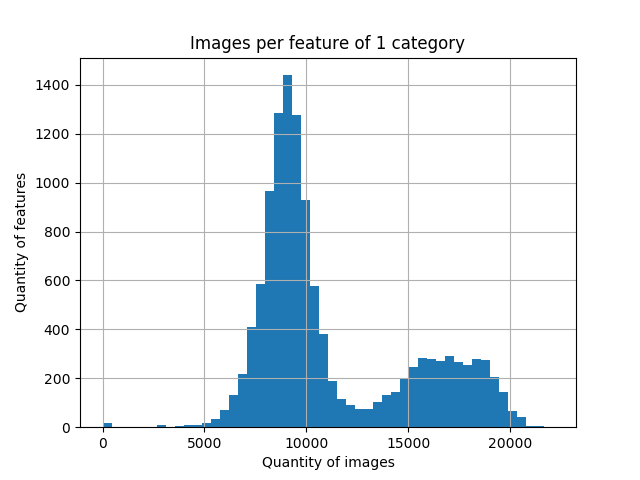 Images per feature of 1 category
1400
1200
1000
800
600
400
200
0
Quantity of features
0 5000 10000 15000 20000
Quantity of images